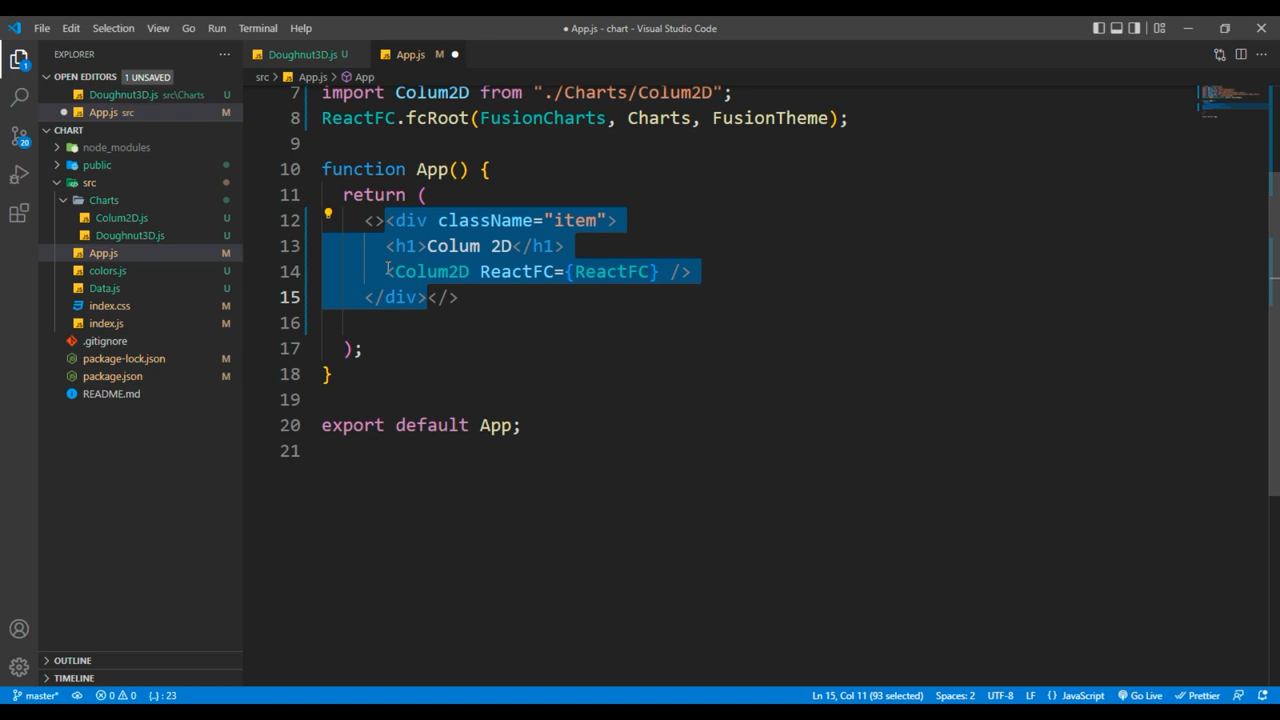 File Edit Selection View Go Run Terminal Help ● App.js - chart - Visual Studio Code
EXPLORER ···
Doughnut3D.js U App.js M ●
OPEN EDITORS 1 UNSAVED
src > App.js > App
Doughnut3D.js src\Charts U
● App.js src M
CHART
node_modules
public
src
Charts
Colum2D.js U
Doughnut3D.js U
App.js M
colors.js U
Data.js U
index.css M
index.js M
.gitignore
package-lock.json M
package.json M
README.md
OUTLINE
TIMELINE
1
20
7 import Colum2D from "./Charts/Colum2D";
8 ReactFC.fcRoot(FusionCharts, Charts, FusionTheme);
9
10 function App() {
11 return (
12 <><div className="item">
13 <h1>Colum 2D</h1>
14 <Colum2D ReactFC={ReactFC} />
15 </div></>
16
17 );
18 }
19
20 export default App;
21
master* 0 0 {..} : 23 Ln 15, Col 11 (93 selected) Spaces: 2 UTF-8 LF {} JavaScript Go Live Prettier